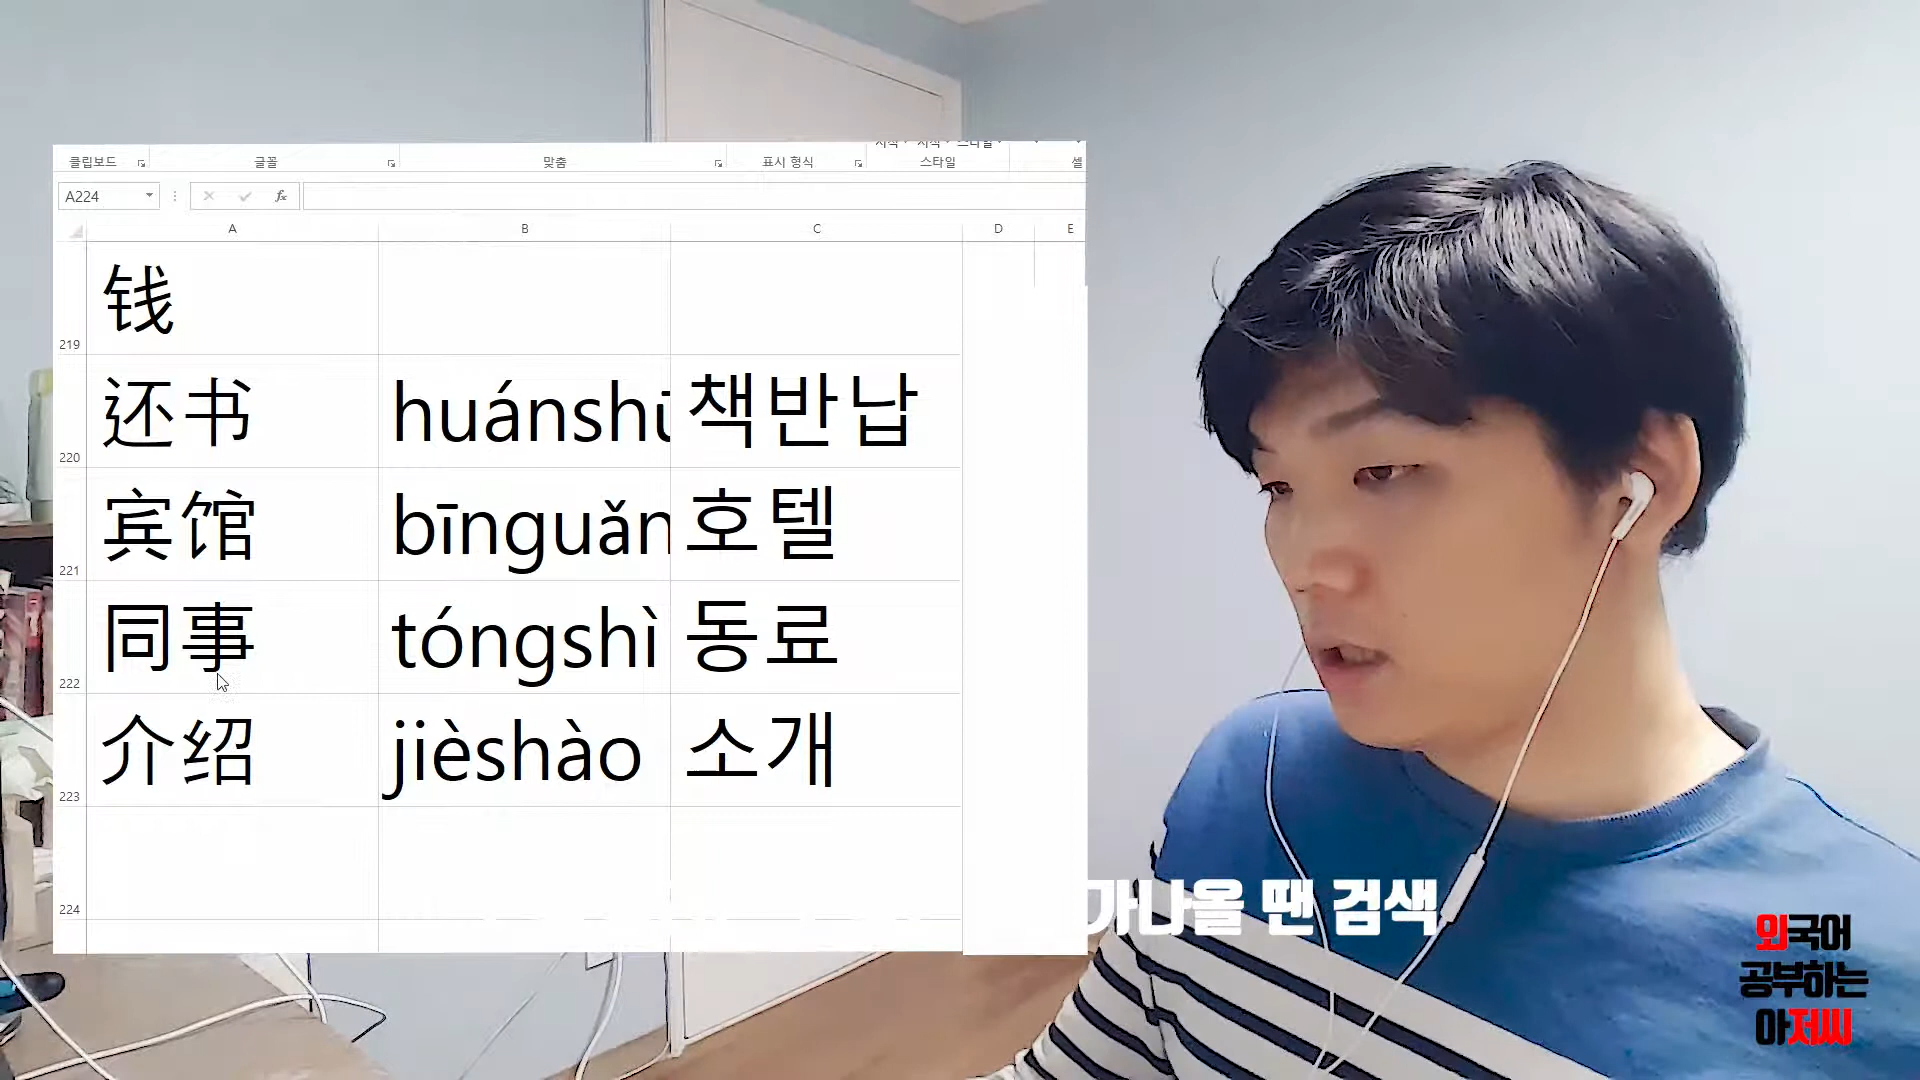 클립보드 글꼴 맞춤 표시 형식 스타일 셀
A224 fx
A B C D E
219 钱
220 还书 huánshū 책반납
221 宾馆 bīnguǎn 호텔
222 同事 tóngshì 동료
223 介绍 jièshào 소개
224
가나올 땐 검색
외국어
공부하는
아저씨